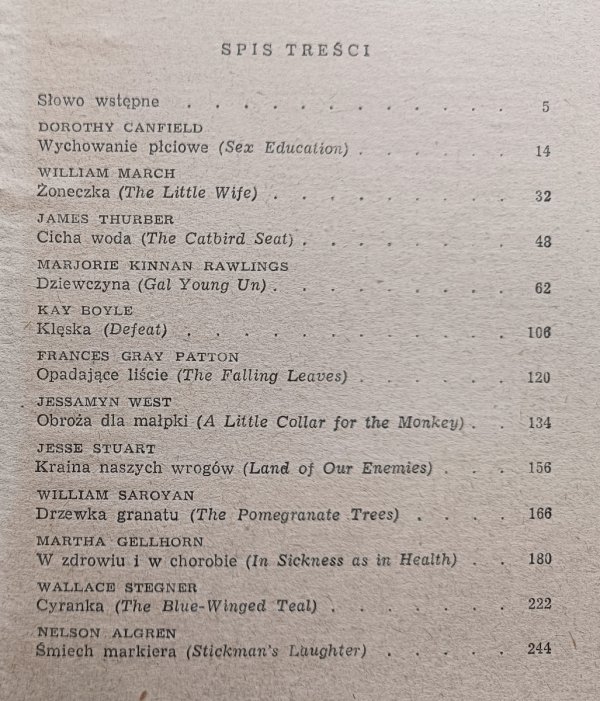 SPIS TREŚCI
Słowo wstępne . . . . . . . . . . . . 5
DOROTHY CANFIELD
Wychowanie płciowe (Sex Education) . . . . . . 14
WILLIAM MARCH
Żoneczka (The Little Wife) . . . . . . . . . 32
JAMES THURBER
Cicha woda (The Catbird Seat) . . . . . . . . 48
MARJORIE KINNAN RAWLINGS
Dziewczyna (Gal Young Un) . . . . . . . . . 62
KAY BOYLE
Klęska (Defeat) . . . . . . . . . . . . 106
FRANCES GRAY PATTON
Opadające liście (The Falling Leaves) . . . . . . 120
JESSAMYN WEST
Obroża dla małpki (A Little Collar for the Monkey) . . 134
JESSE STUART
Kraina naszych wrogów (Land of Our Enemies) . . . 156
WILLIAM SAROYAN
Drzewka granatu (The Pomegranate Trees) . . . . 166
MARTHA GELLHORN
W zdrowiu i w chorobie (In Sickness as in Health) . . 180
WALLACE STEGNER
Cyranka (The Blue-Winged Teal) . . . . . . . 222
NELSON ALGREN
Śmiech markiera (Stickman's Laughter) . . . . . 244